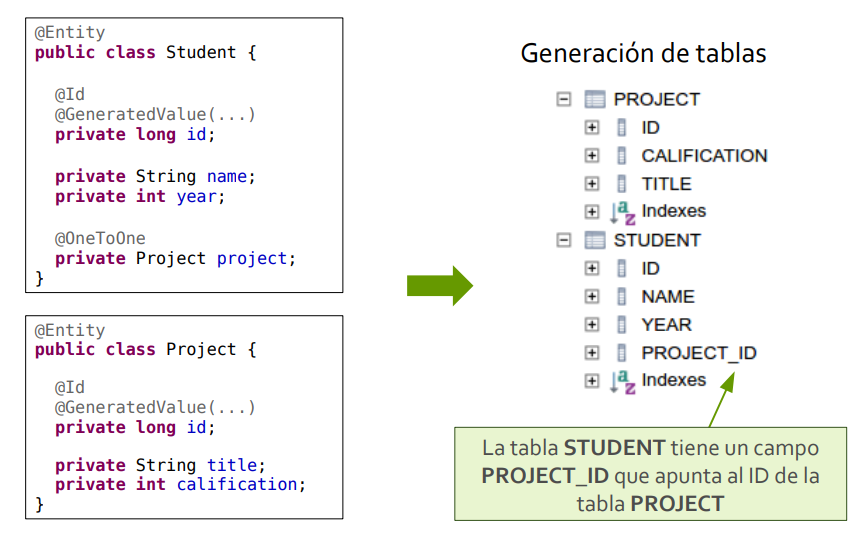 @Entity
public class Student {
@Id
@GeneratedValue(...)
private long id;
private String name;
private int year;
@OneToOne
private Project project;
}
@Entity
public class Project {
@Id
@GeneratedValue(...)
private long id;
private String title;
private int calification;
}
Generación de tablas
PROJECT
ID
CALIFICATION
TITLE
Indexes
STUDENT
ID
NAME
YEAR
PROJECT_ID
Indexes
La tabla STUDENT tiene un campo
PROJECT_ID que apunta al ID de la
tabla PROJECT